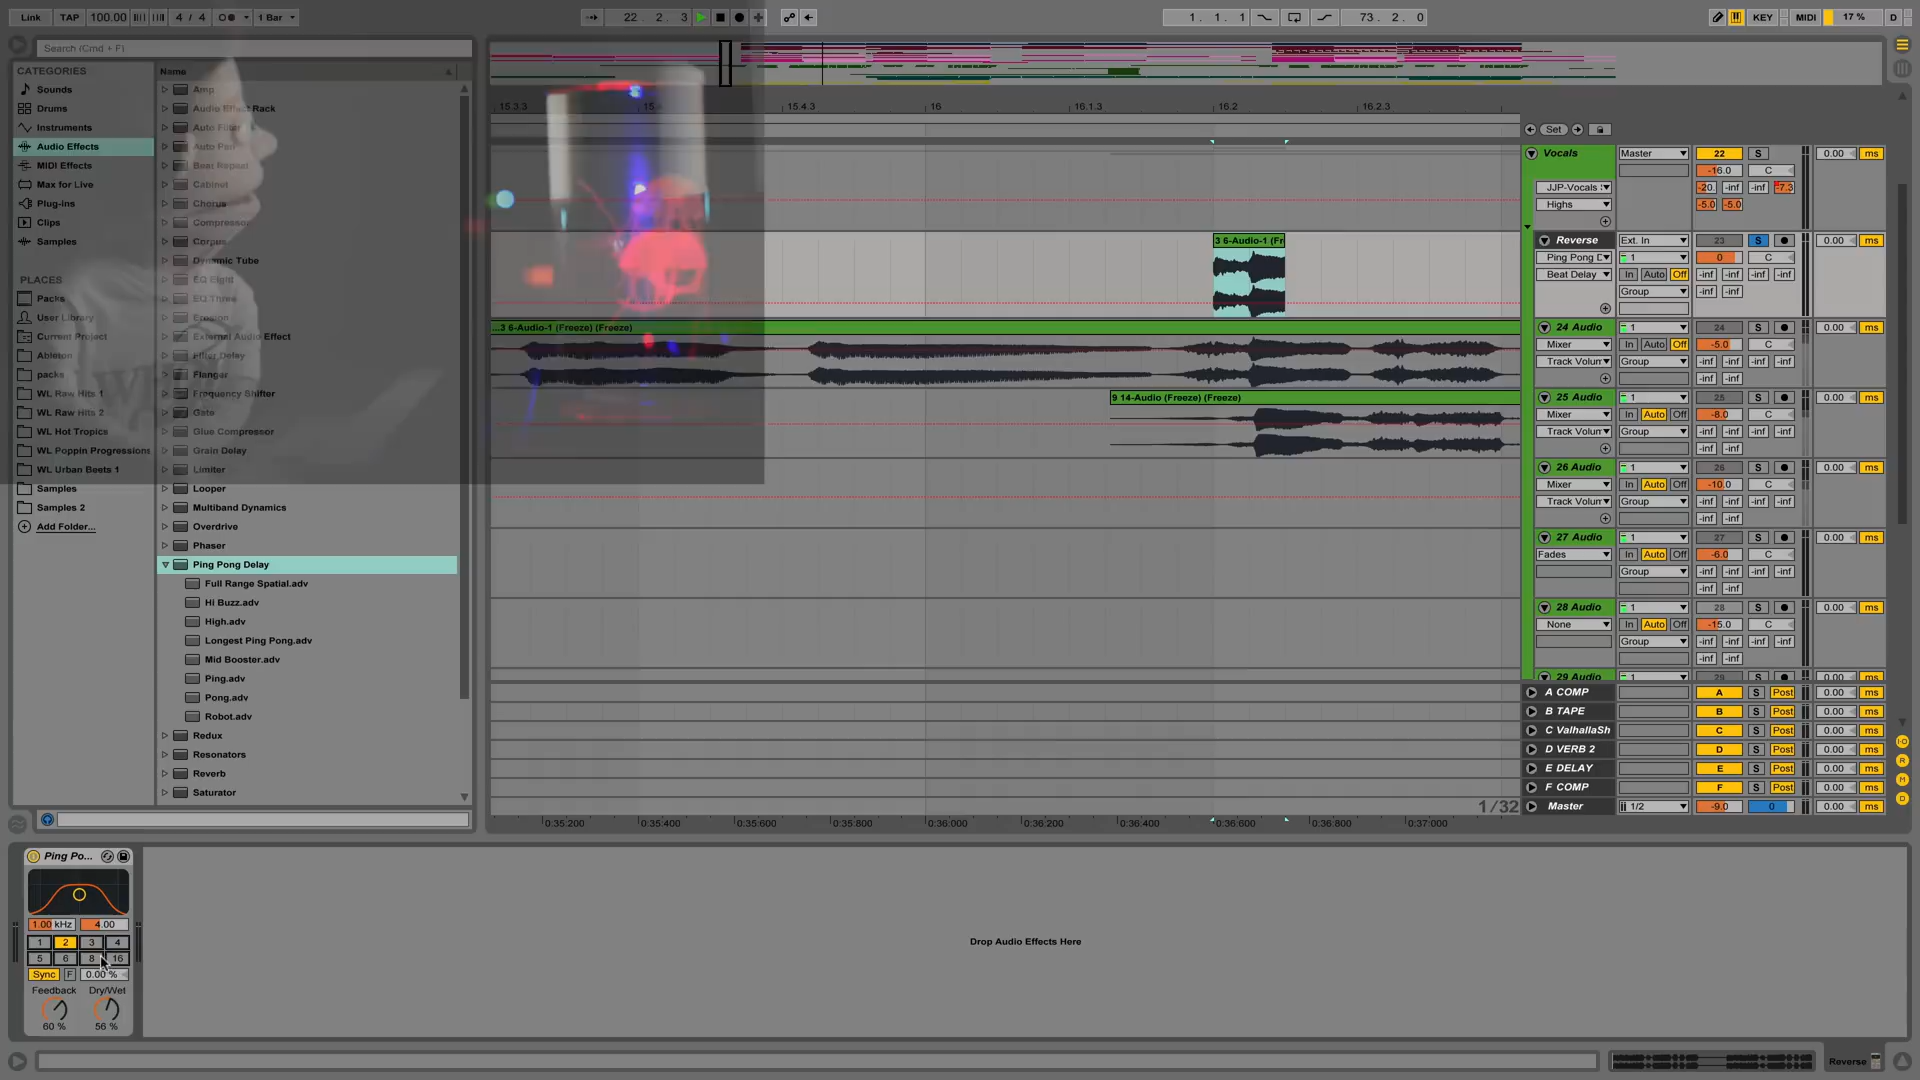 Link TAP 100.00 4 / 4 1 Bar 22. 2. 3 1. 1. 1 73. 2. 0 KEY MIDI 17 % D
Search (Cmd + F)
CATEGORIES
Sounds
Drums
Instruments
Audio Effects
MIDI Effects
Max for Live
Plug-ins
Clips
Samples
PLACES
Packs
User Library
Current Project
Ableton
packs
WL Raw Hits 1
WL Raw Hits 2
WL Hot Tropics
WL Poppin Progressions
WL Urban Beets 1
Samples
Samples 2
Add Folder...
Name
Amp
Audio Effect Rack
Auto Filter
Auto Pan
Beat Repeat
Cabinet
Chorus
Compressor
Corpus
Dynamic Tube
EQ Eight
EQ Three
Erosion
External Audio Effect
Filter Delay
Flanger
Frequency Shifter
Gate
Glue Compressor
Grain Delay
Limiter
Looper
Multiband Dynamics
Overdrive
Phaser
Ping Pong Delay
Full Range Spatial.adv
Hi Buzz.adv
High.adv
Longest Ping Pong.adv
Mid Booster.adv
Ping.adv
Pong.adv
Robot.adv
Redux
Resonators
Reverb
Saturator
15.3.3 15.4.3 16 16.1.3 16.2 16.2.3
Set
3 6-Audio-1 (Fr
...3 6-Audio-1 (Freeze) (Freeze)
9 14-Audio (Freeze) (Freeze)
1/32
0:35:200 0:35:400 0:35:600 0:35:800 0:36:000 0:36:200 0:36:400 0:36:600 0:36:800 0:37:000
Vocals Master 22 S 0.00 ms
-16.0
JJP-Vocals -20. -inf -inf -7.3
Highs -5.0 -5.0
Reverse Ext. In 23 S 0.00 ms
Ping Pong D 1 0 C
Beat Delay In Auto Off -inf -inf -inf -inf
Group -inf -inf
24 Audio 1 24 S 0.00 ms
Mixer In Auto Off -5.0 C
Track Volum Group -inf -inf -inf -inf
-inf -inf
25 Audio 1 25 S 0.00 ms
Mixer In Auto Off -8.0 C
Track Volum Group -inf -inf -inf -inf
-inf -inf
26 Audio 1 26 S 0.00 ms
Mixer In Auto Off -10.0 C
Track Volum Group -inf -inf -inf -inf
-inf -inf
27 Audio 1 27 S 0.00 ms
Fades In Auto Off -6.0 C
Group -inf -inf -inf -inf
-inf -inf
28 Audio 1 28 S 0.00 ms
None In Auto Off -15.0 C
Group -inf -inf -inf -inf
-inf -inf
29 Audio 1 29 S 0.00 ms
A COMP A S Post 0.00 ms
B TAPE B S Post 0.00 ms
C ValhallaSh C S Post 0.00 ms
D VERB 2 D S Post 0.00 ms
E DELAY E S Post 0.00 ms
F COMP F S Post 0.00 ms
Master 1/2 -9.0 0 0.00 ms
I-O
R
M
D
Ping Po...
1.00 kHz 4.00
1 2 3 4
5 6 8 16
Sync F 0.00 %
Feedback Dry/Wet
60 % 56 %
Drop Audio Effects Here
Reverse